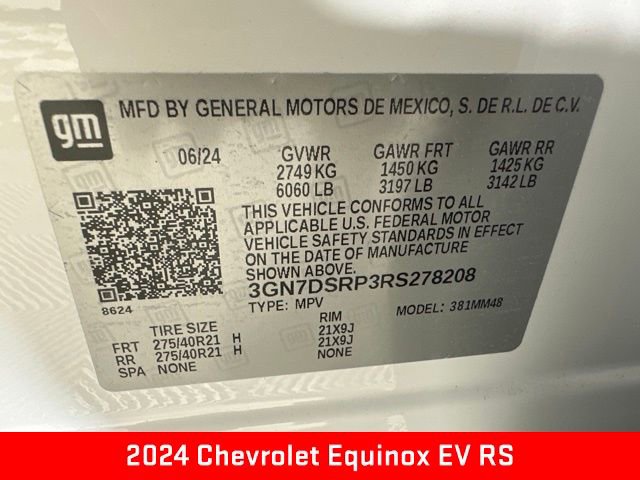 gm MFD BY GENERAL MOTORS DE MEXICO, S. DE R.L. DE C.V.
06/24 GVWR GAWR FRT GAWR RR
2749 KG 1450 KG 1425 KG
6060 LB 3197 LB 3142 LB
THIS VEHICLE CONFORMS TO ALL
APPLICABLE U.S. FEDERAL MOTOR
VEHICLE SAFETY STANDARDS IN EFFECT
ON THE DATE OF MANUFACTURE
SHOWN ABOVE.
3GN7DSRP3RS278208
8624 TYPE: MPV MODEL: 381MM48
TIRE SIZE RIM
FRT 275/40R21 H 21X9J
RR 275/40R21 H 21X9J
SPA NONE NONE
2024 Chevrolet Equinox EV RS